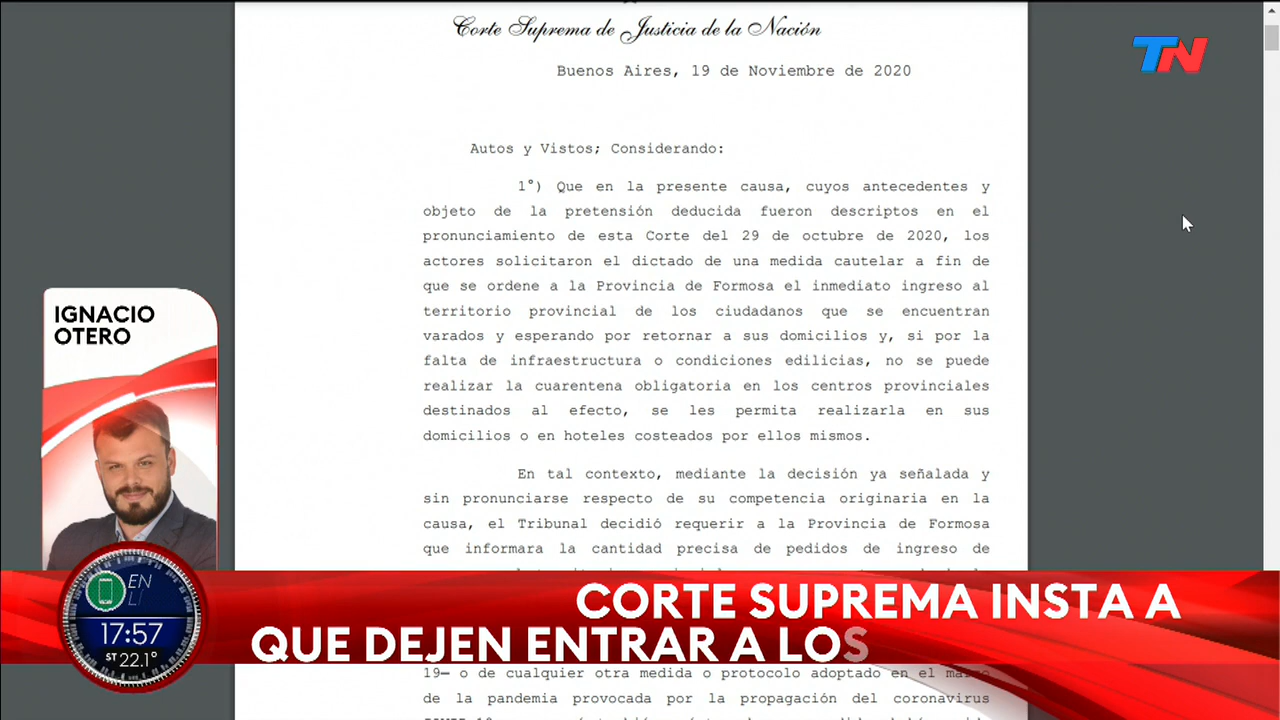 Corte Suprema de Justicia de la Nación
TN
Buenos Aires, 19 de Noviembre de 2020
Autos y Vistos; Considerando:
1°) Que en la presente causa, cuyos antecedentes y
objeto de la pretensión deducida fueron descriptos en el
pronunciamiento de esta Corte del 29 de octubre de 2020, los
actores solicitaron el dictado de una medida cautelar a fin de
que se ordene a la Provincia de Formosa el inmediato ingreso al
territorio provincial de los ciudadanos que se encuentran
varados y esperando por retornar a sus domicilios y, si por la
falta de infraestructura o condiciones edilicias, no se puede
realizar la cuarentena obligatoria en los centros provinciales
destinados al efecto, se les permita realizarla en sus
domicilios o en hoteles costeados por ellos mismos.
En tal contexto, mediante la decisión ya señalada y
sin pronunciarse respecto de su competencia originaria en la
causa, el Tribunal decidió requerir a la Provincia de Formosa
que informara la cantidad precisa de pedidos de ingreso de
IGNACIO
OTERO
EN
LÍ
17:57
ST 22.1°
CORTE SUPREMA INSTA A
QUE DEJEN ENTRAR A LOS
19— o de cualquier otra medida o protocolo adoptado en el
de la pandemia provocada por la propagación del coronavirus